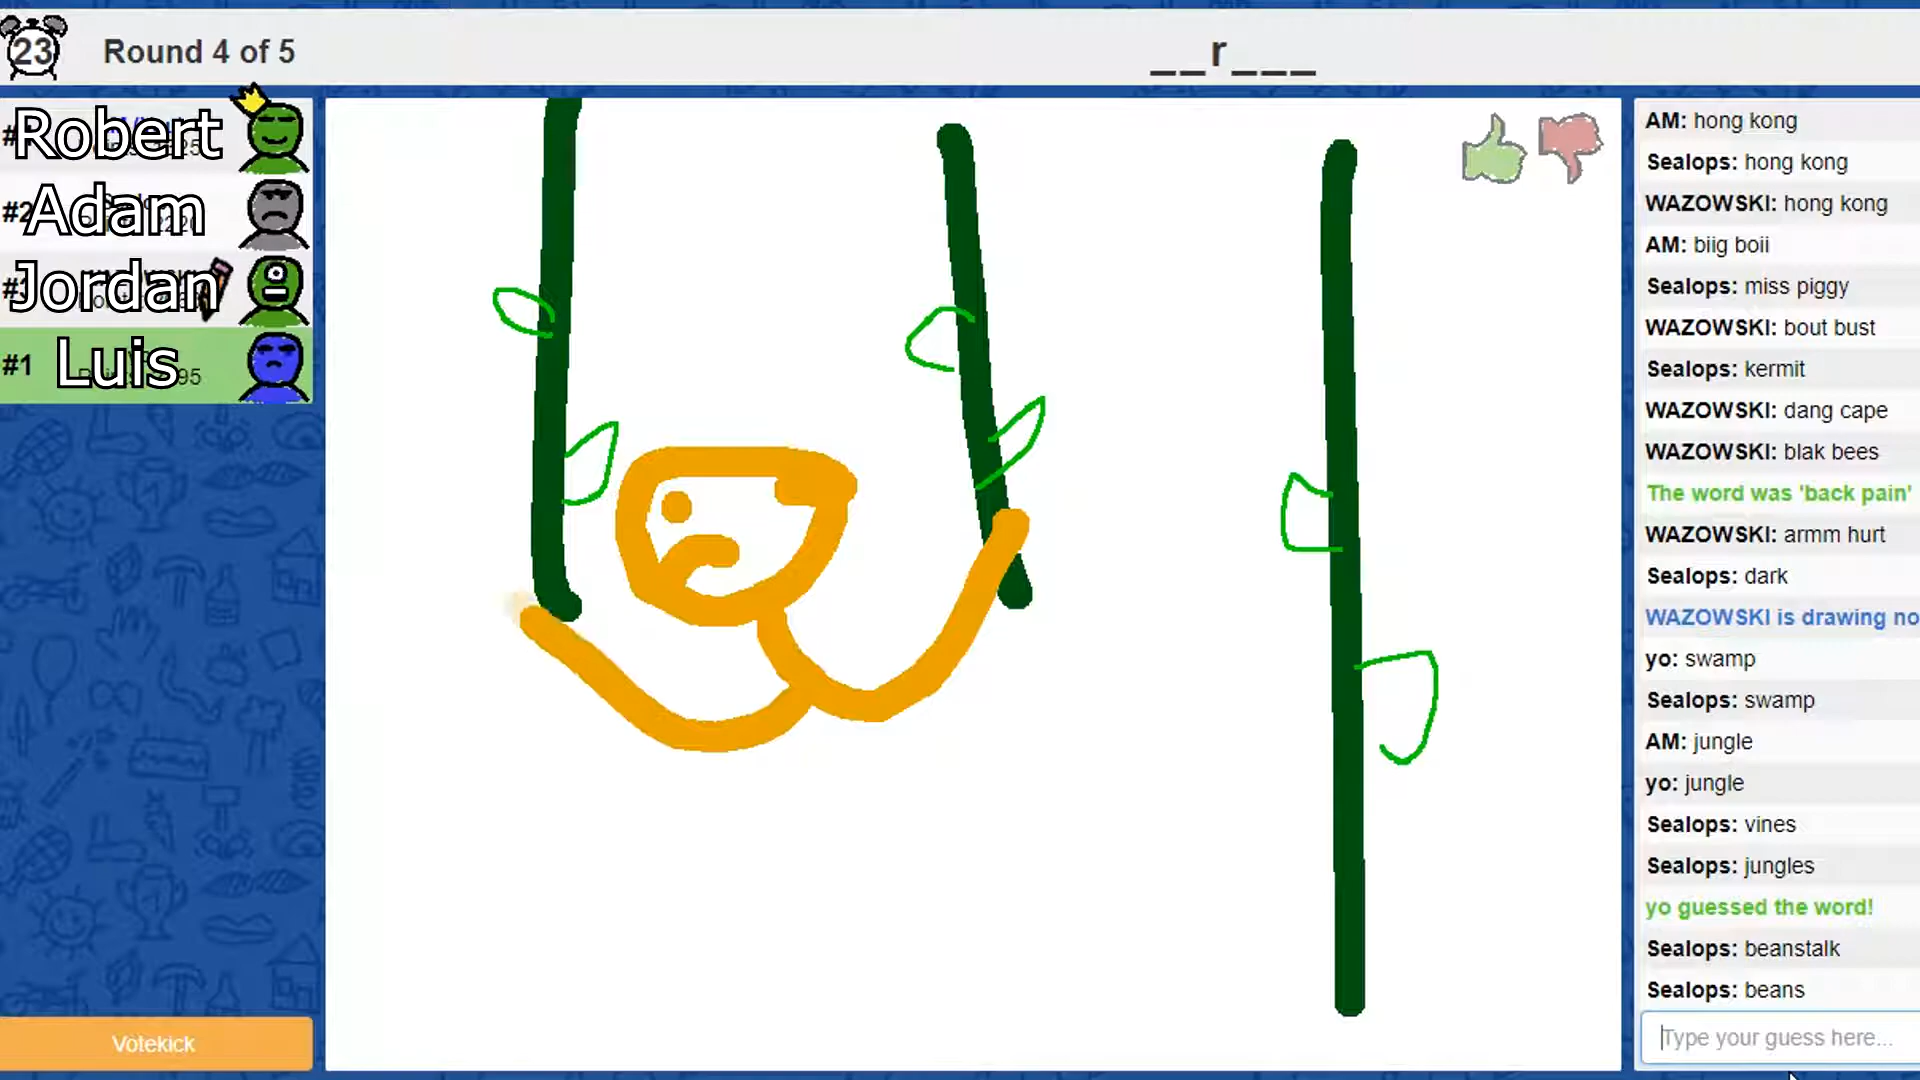 23
Round 4 of 5
__r___
Robert
#2
Adam
Jordan
#1
Luis
Votekick
AM: hong kong
Sealops: hong kong
WAZOWSKI: hong kong
AM: biig boii
Sealops: miss piggy
WAZOWSKI: bout bust
Sealops: kermit
WAZOWSKI: dang cape
WAZOWSKI: blak bees
The word was 'back pain'
WAZOWSKI: armm hurt
Sealops: dark
WAZOWSKI is drawing no
yo: swamp
Sealops: swamp
AM: jungle
yo: jungle
Sealops: vines
Sealops: jungles
yo guessed the word!
Sealops: beanstalk
Sealops: beans
Type your guess here...